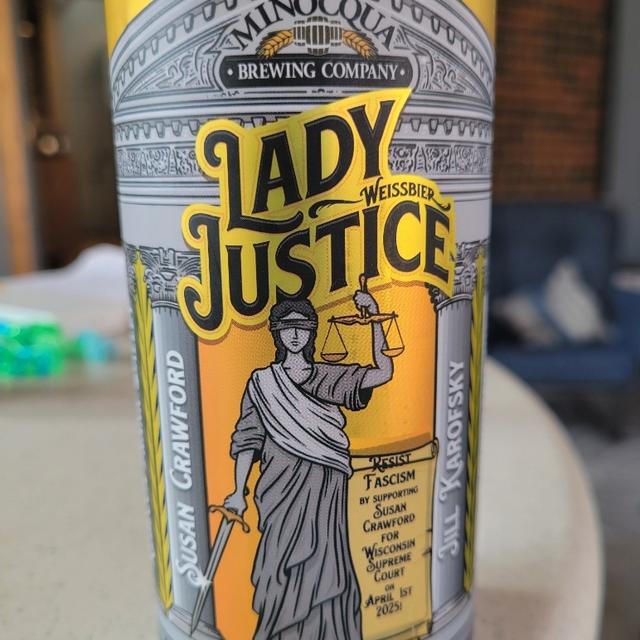 MINOCQUA
• BREWING COMPANY •
LADY
WEISSBIER
JUSTICE
SUSAN CRAWFORD
RESIST
FASCISM
BY SUPPORTING
SUSAN
CRAWFORD
FOR
WISCONSIN
SUPREME
COURT
ON
APRIL 1ST
2025!
JILL KAROFSKY